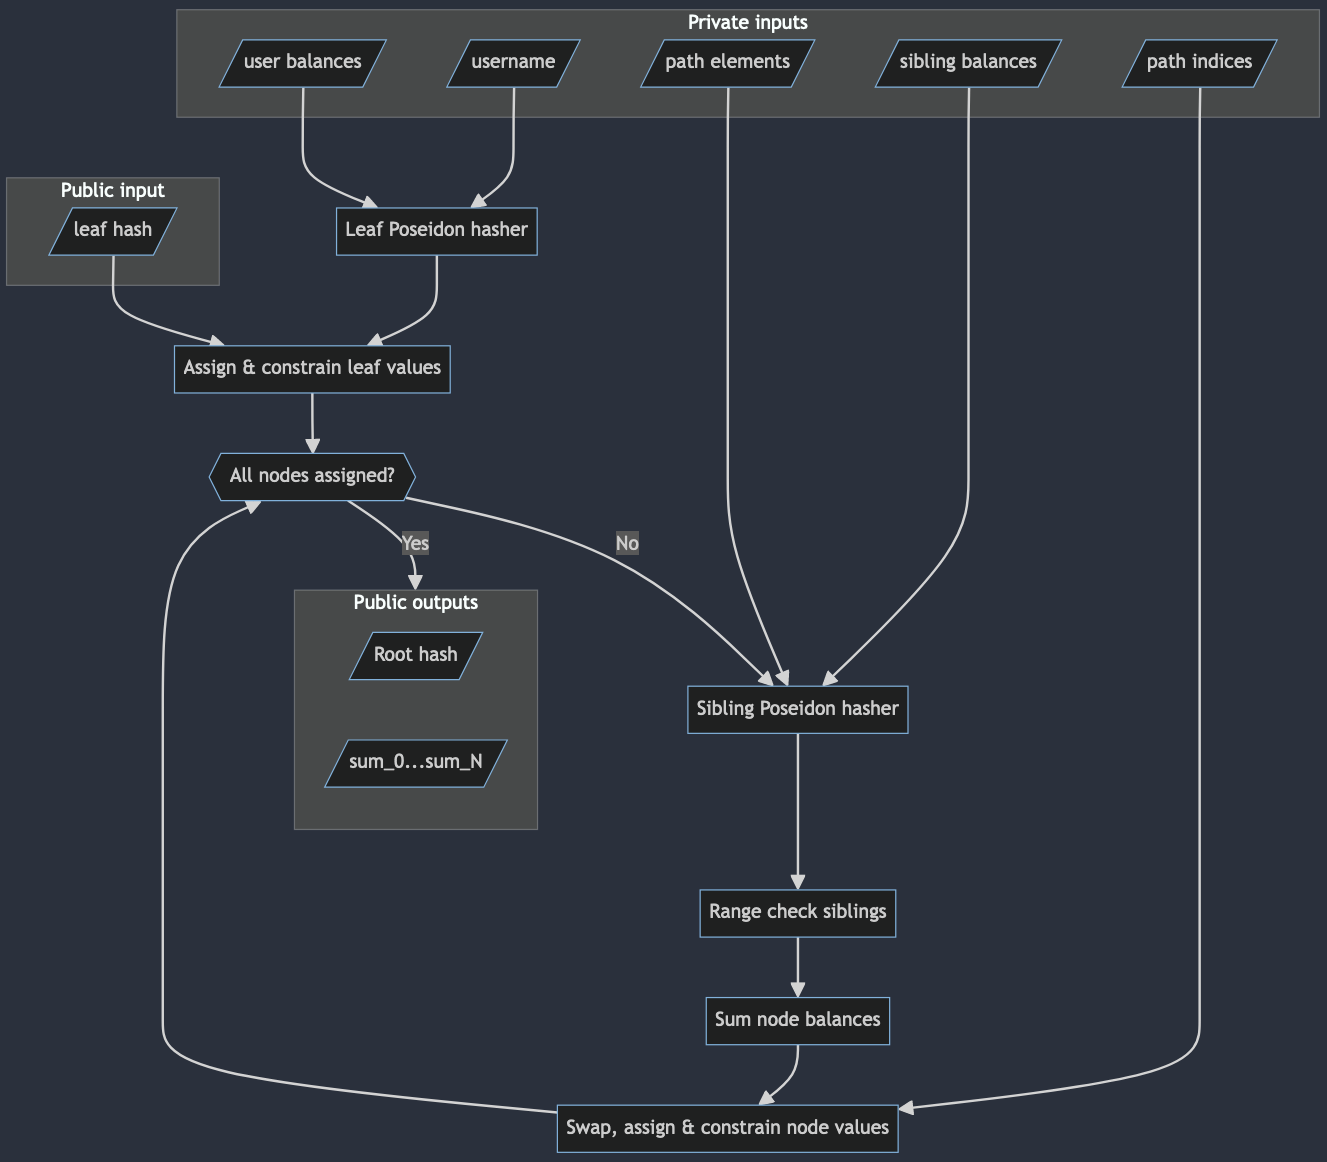 Private inputs
user balances
username
path elements
sibling balances
path indices
Public input
leaf hash
Leaf Poseidon hasher
Assign & constrain leaf values
All nodes assigned?
Yes
No
Public outputs
Root hash
sum_0...sum_N
Sibling Poseidon hasher
Range check siblings
Sum node balances
Swap, assign & constrain node values